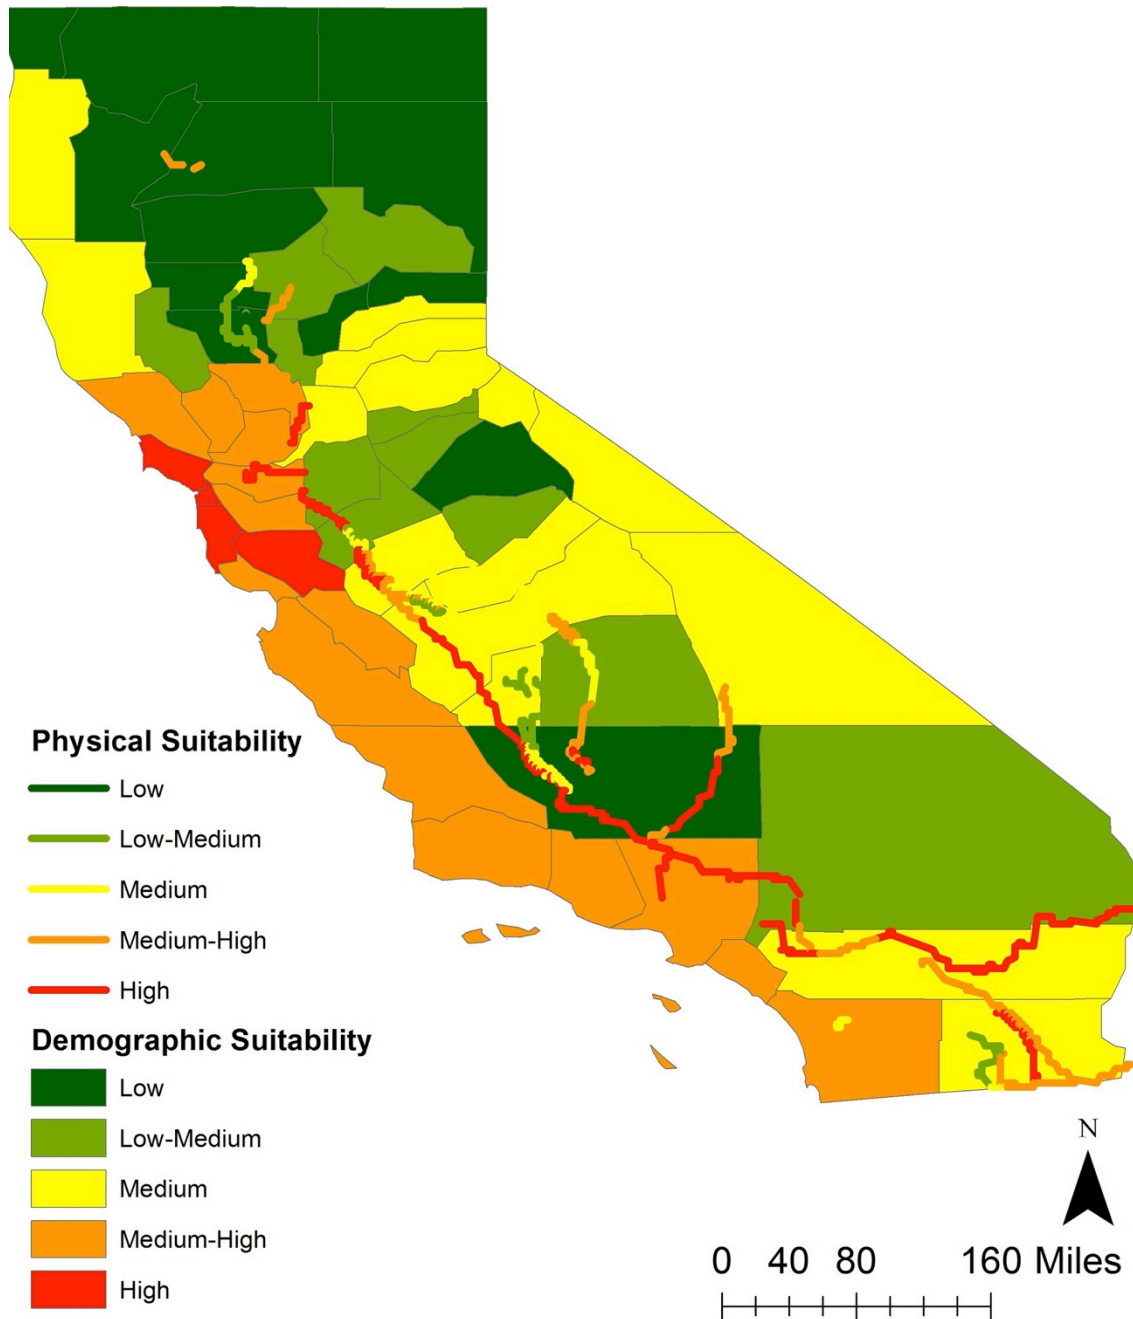 Physical Suitability
Low
Low-Medium
Medium
Medium-High
High
Demographic Suitability
Low
Low-Medium
Medium
Medium-High
High
N
0 40 80 160 Miles